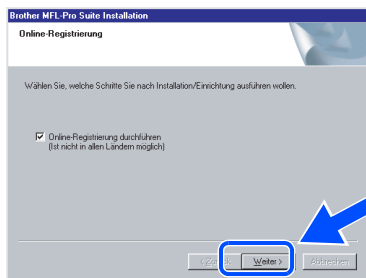 Brother MFL-Pro Suite Installation
Online-Registrierung
Wählen Sie, welche Schritte Sie nach Installation/Einrichtung ausführen wollen.
Online-Registrierung durchführen
(Ist nicht in allen Ländern möglich)
< Zurück Weiter > Abbrechen